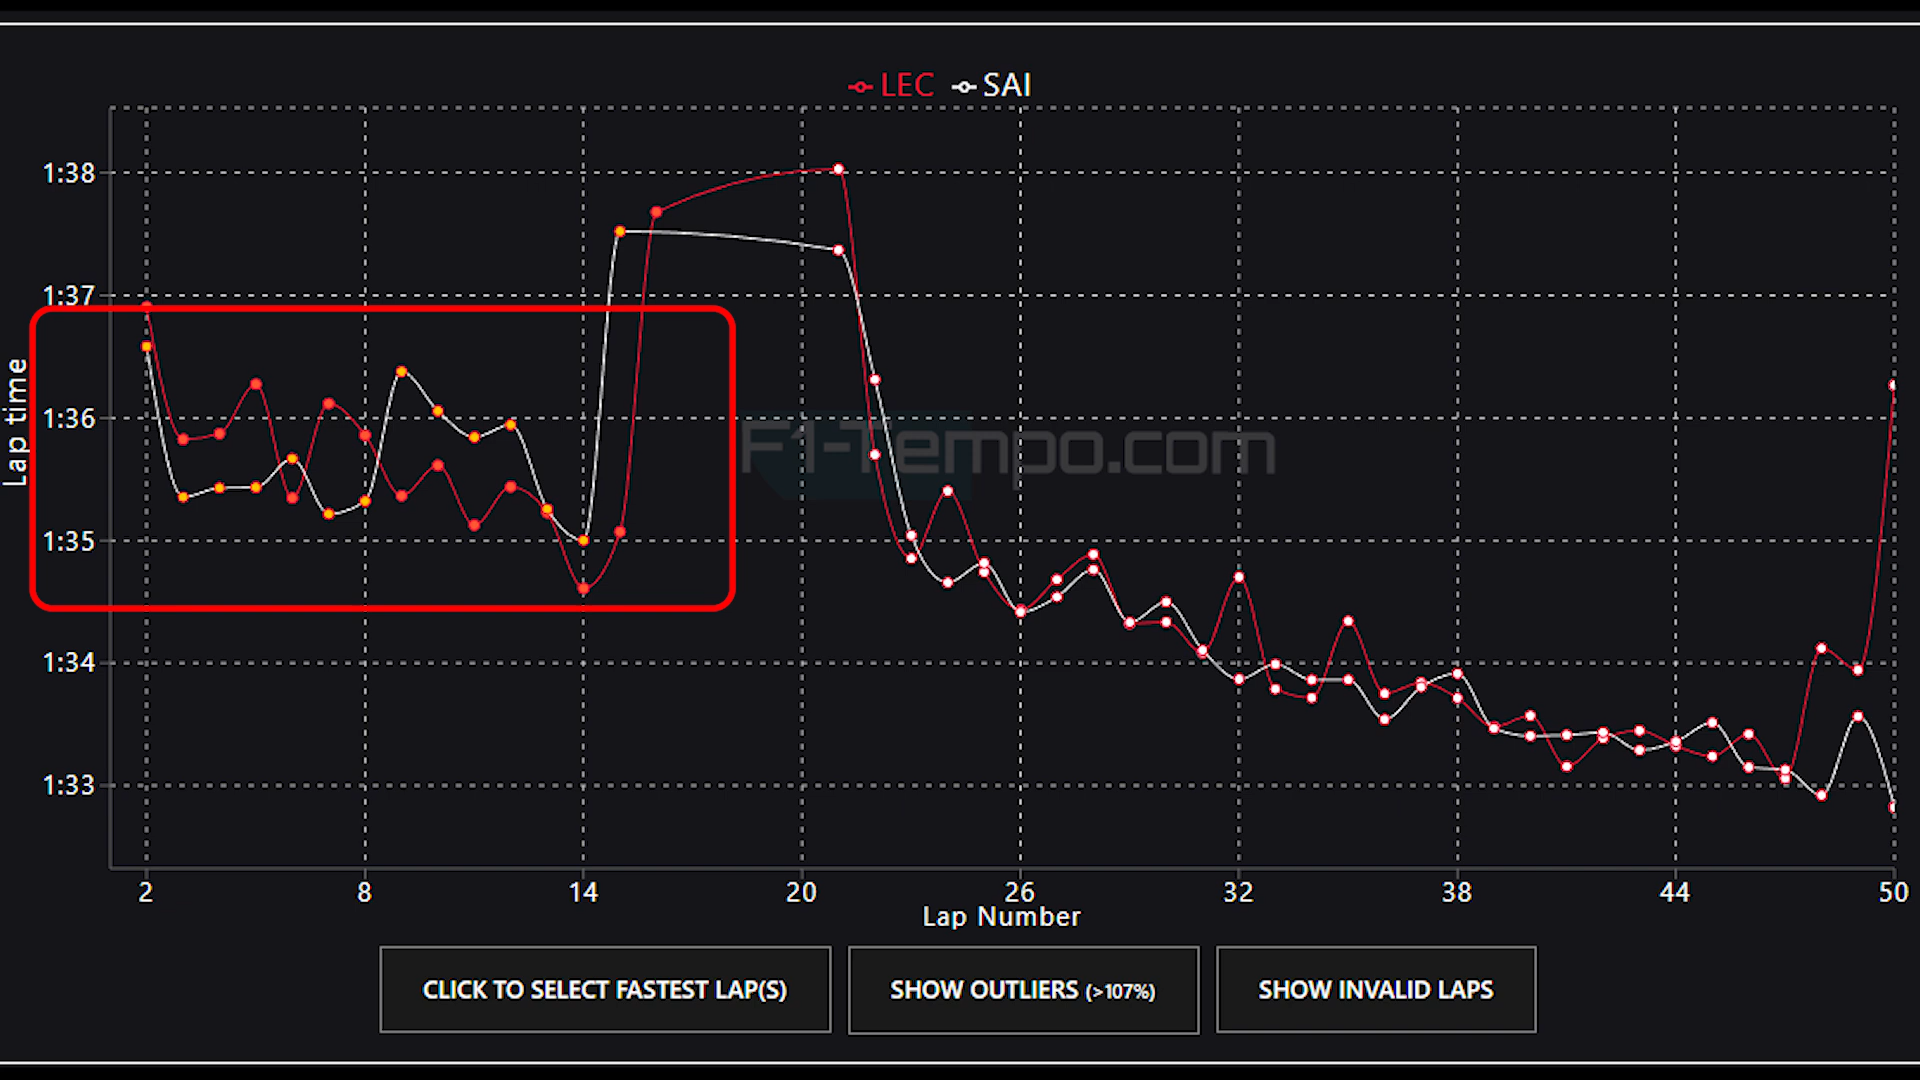 LEC SAI
1:38
1:37
1:36
1:35
1:34
1:33
Lap time
F1-Tempo.com
2 8 14 20 26 32 38 44 50
Lap Number
CLICK TO SELECT FASTEST LAP(S) SHOW OUTLIERS (>107%) SHOW INVALID LAPS